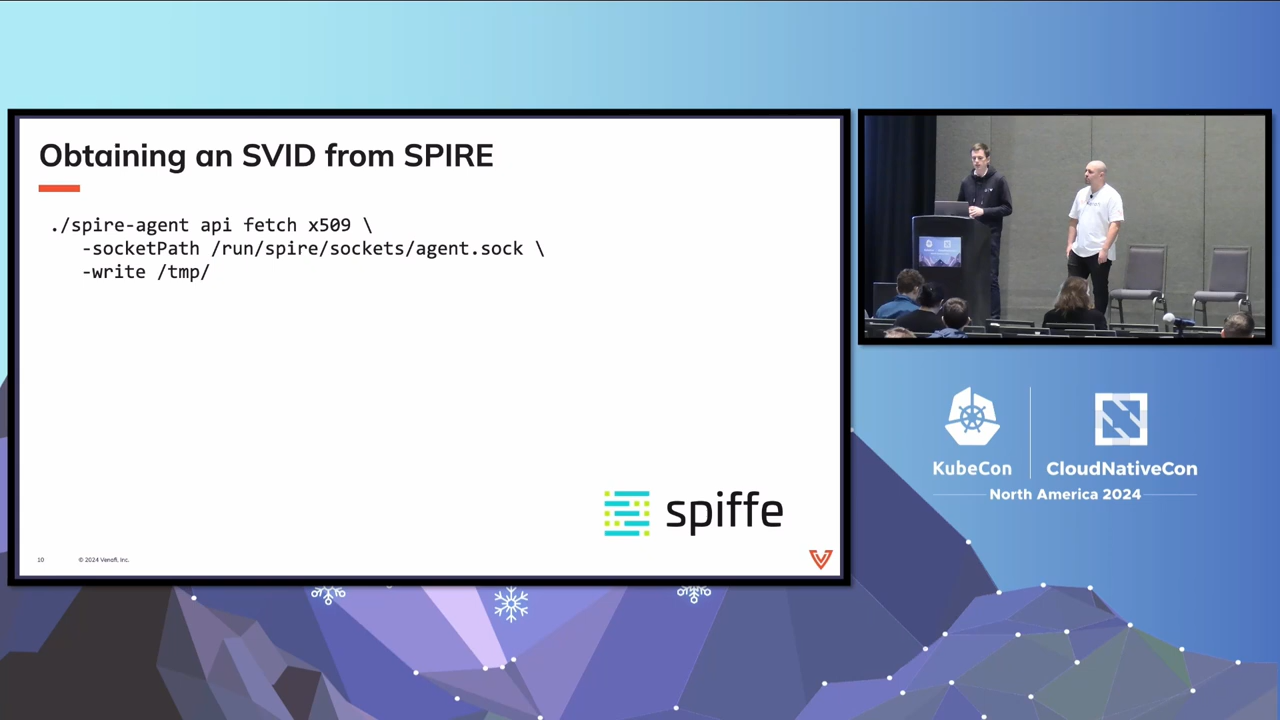 Obtaining an SVID from SPIRE
./spire-agent api fetch x509 \
-socketPath /run/spire/sockets/agent.sock \
-write /tmp/
spiffe
10 © 2024 Venafi, Inc.
KubeCon CloudNativeCon
North America 2024